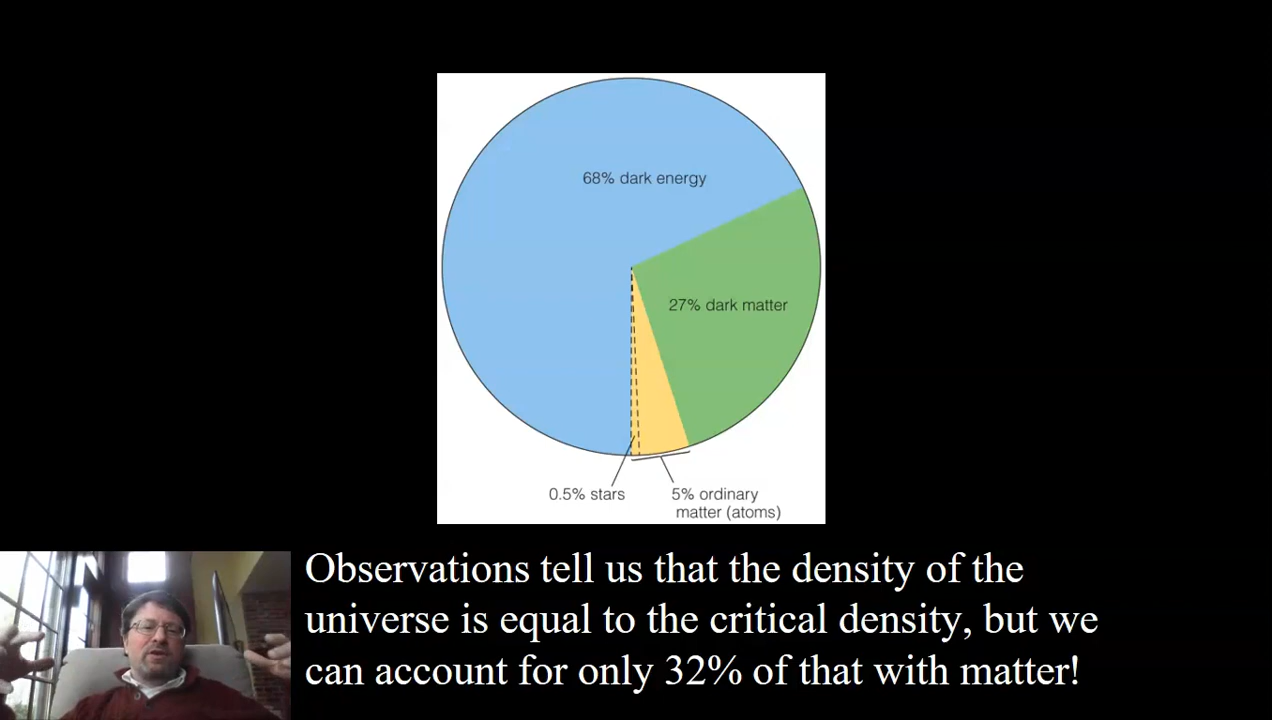 68% dark energy
27% dark matter
0.5% stars
5% ordinary
matter (atoms)
Observations tell us that the density of the
universe is equal to the critical density, but we
can account for only 32% of that with matter!